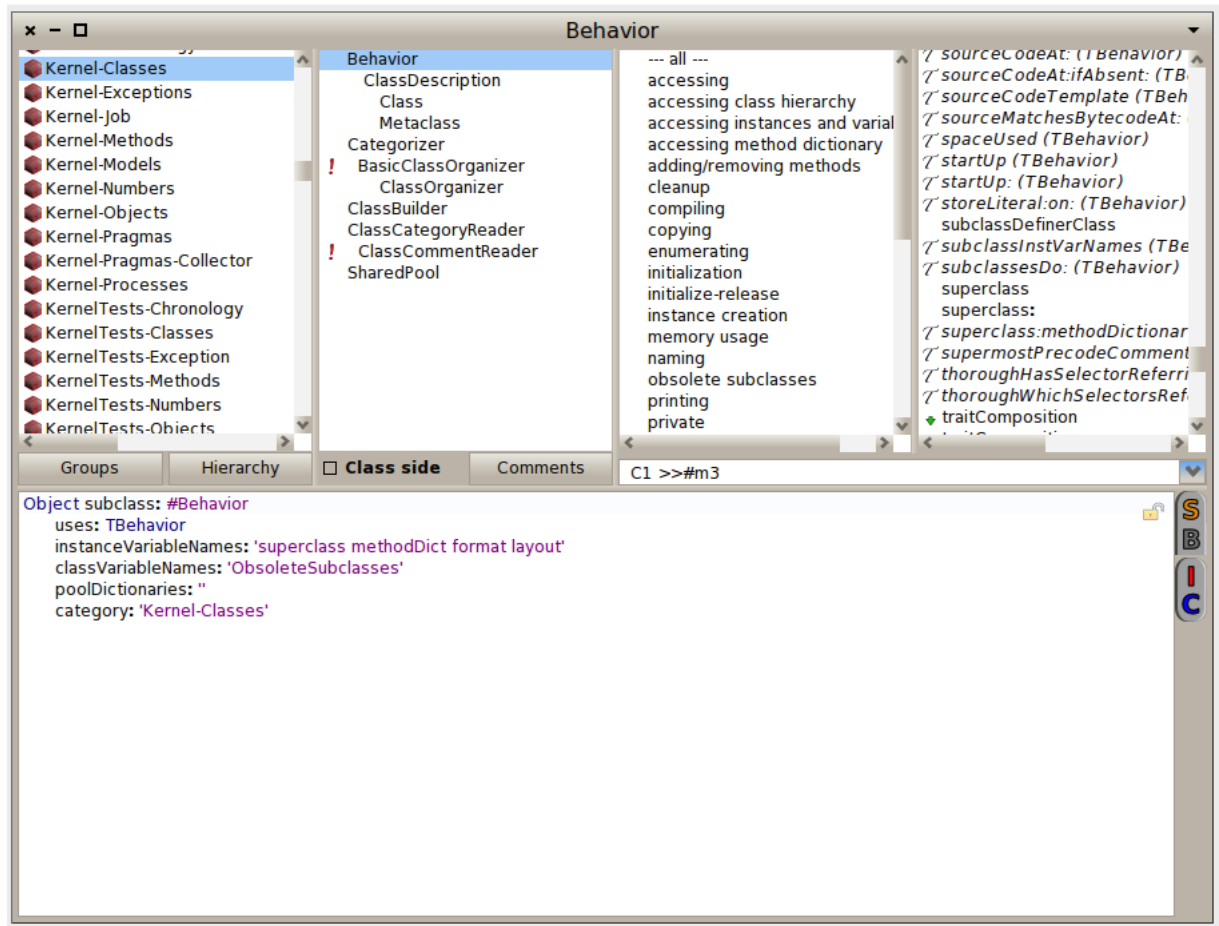 Behavior
Kernel-Classes
Kernel-Exceptions
Kernel-Job
Kernel-Methods
Kernel-Models
Kernel-Numbers
Kernel-Objects
Kernel-Pragmas
Kernel-Pragmas-Collector
Kernel-Processes
KernelTests-Chronology
KernelTests-Classes
KernelTests-Exception
KernelTests-Methods
KernelTests-Numbers
KernelTests-Objects
Groups
Hierarchy
Behavior
ClassDescription
Class
Metaclass
Categorizer
! BasicClassOrganizer
ClassOrganizer
ClassBuilder
ClassCategoryReader
! ClassCommentReader
SharedPool
Class side
Comments
--- all ---
accessing
accessing class hierarchy
accessing instances and varial
accessing method dictionary
adding/removing methods
cleanup
compiling
copying
enumerating
initialization
initialize-release
instance creation
memory usage
naming
obsolete subclasses
printing
private
sourceCodeAt: (TBehavior)
sourceCodeAt:ifAbsent: (TB
sourceCodeTemplate (TBeh
sourceMatchesBytecodeAt:
spaceUsed (TBehavior)
startUp (TBehavior)
startUp: (TBehavior)
storeLiteral:on: (TBehavior)
subclassDefinerClass
subclassInstVarNames (TBe
subclassesDo: (TBehavior)
superclass
superclass:
superclass:methodDictionar
supermostPrecodeComment
thoroughHasSelectorReferri
thoroughWhichSelectorsRef
traitComposition
C1 >>#m3
Object subclass: #Behavior
uses: TBehavior
instanceVariableNames: 'superclass methodDict format layout'
classVariableNames: 'ObsoleteSubclasses'
poolDictionaries: ''
category: 'Kernel-Classes'
S
B
I
C